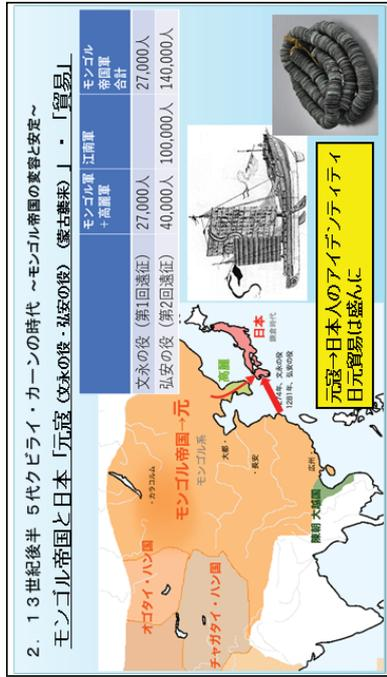 2．13世紀後半　5代クビライ・カーンの時代　～モンゴル帝国の変容と安定～
モンゴル帝国と日本「元寇（文永の役・弘安の役）（蒙古襲来）」・「貿易」
モンゴル軍＋高麗軍　江南軍　モンゴル帝国軍合計
文永の役（第1回遠征）　27,000人　27,000人
弘安の役（第2回遠征）　40,000人　100,000人　140,000人
オゴタイ・ハン国
チャガタイ・ハン国
・カラコルム
モンゴル帝国→元
モンゴル系
大都・
・長安
広州・
陳朝 大越国
高麗
日本
鎌倉時代
1274年、文永の役
1281年、弘安の役
元寇→日本人のアイデンティティ
日元貿易は盛んに